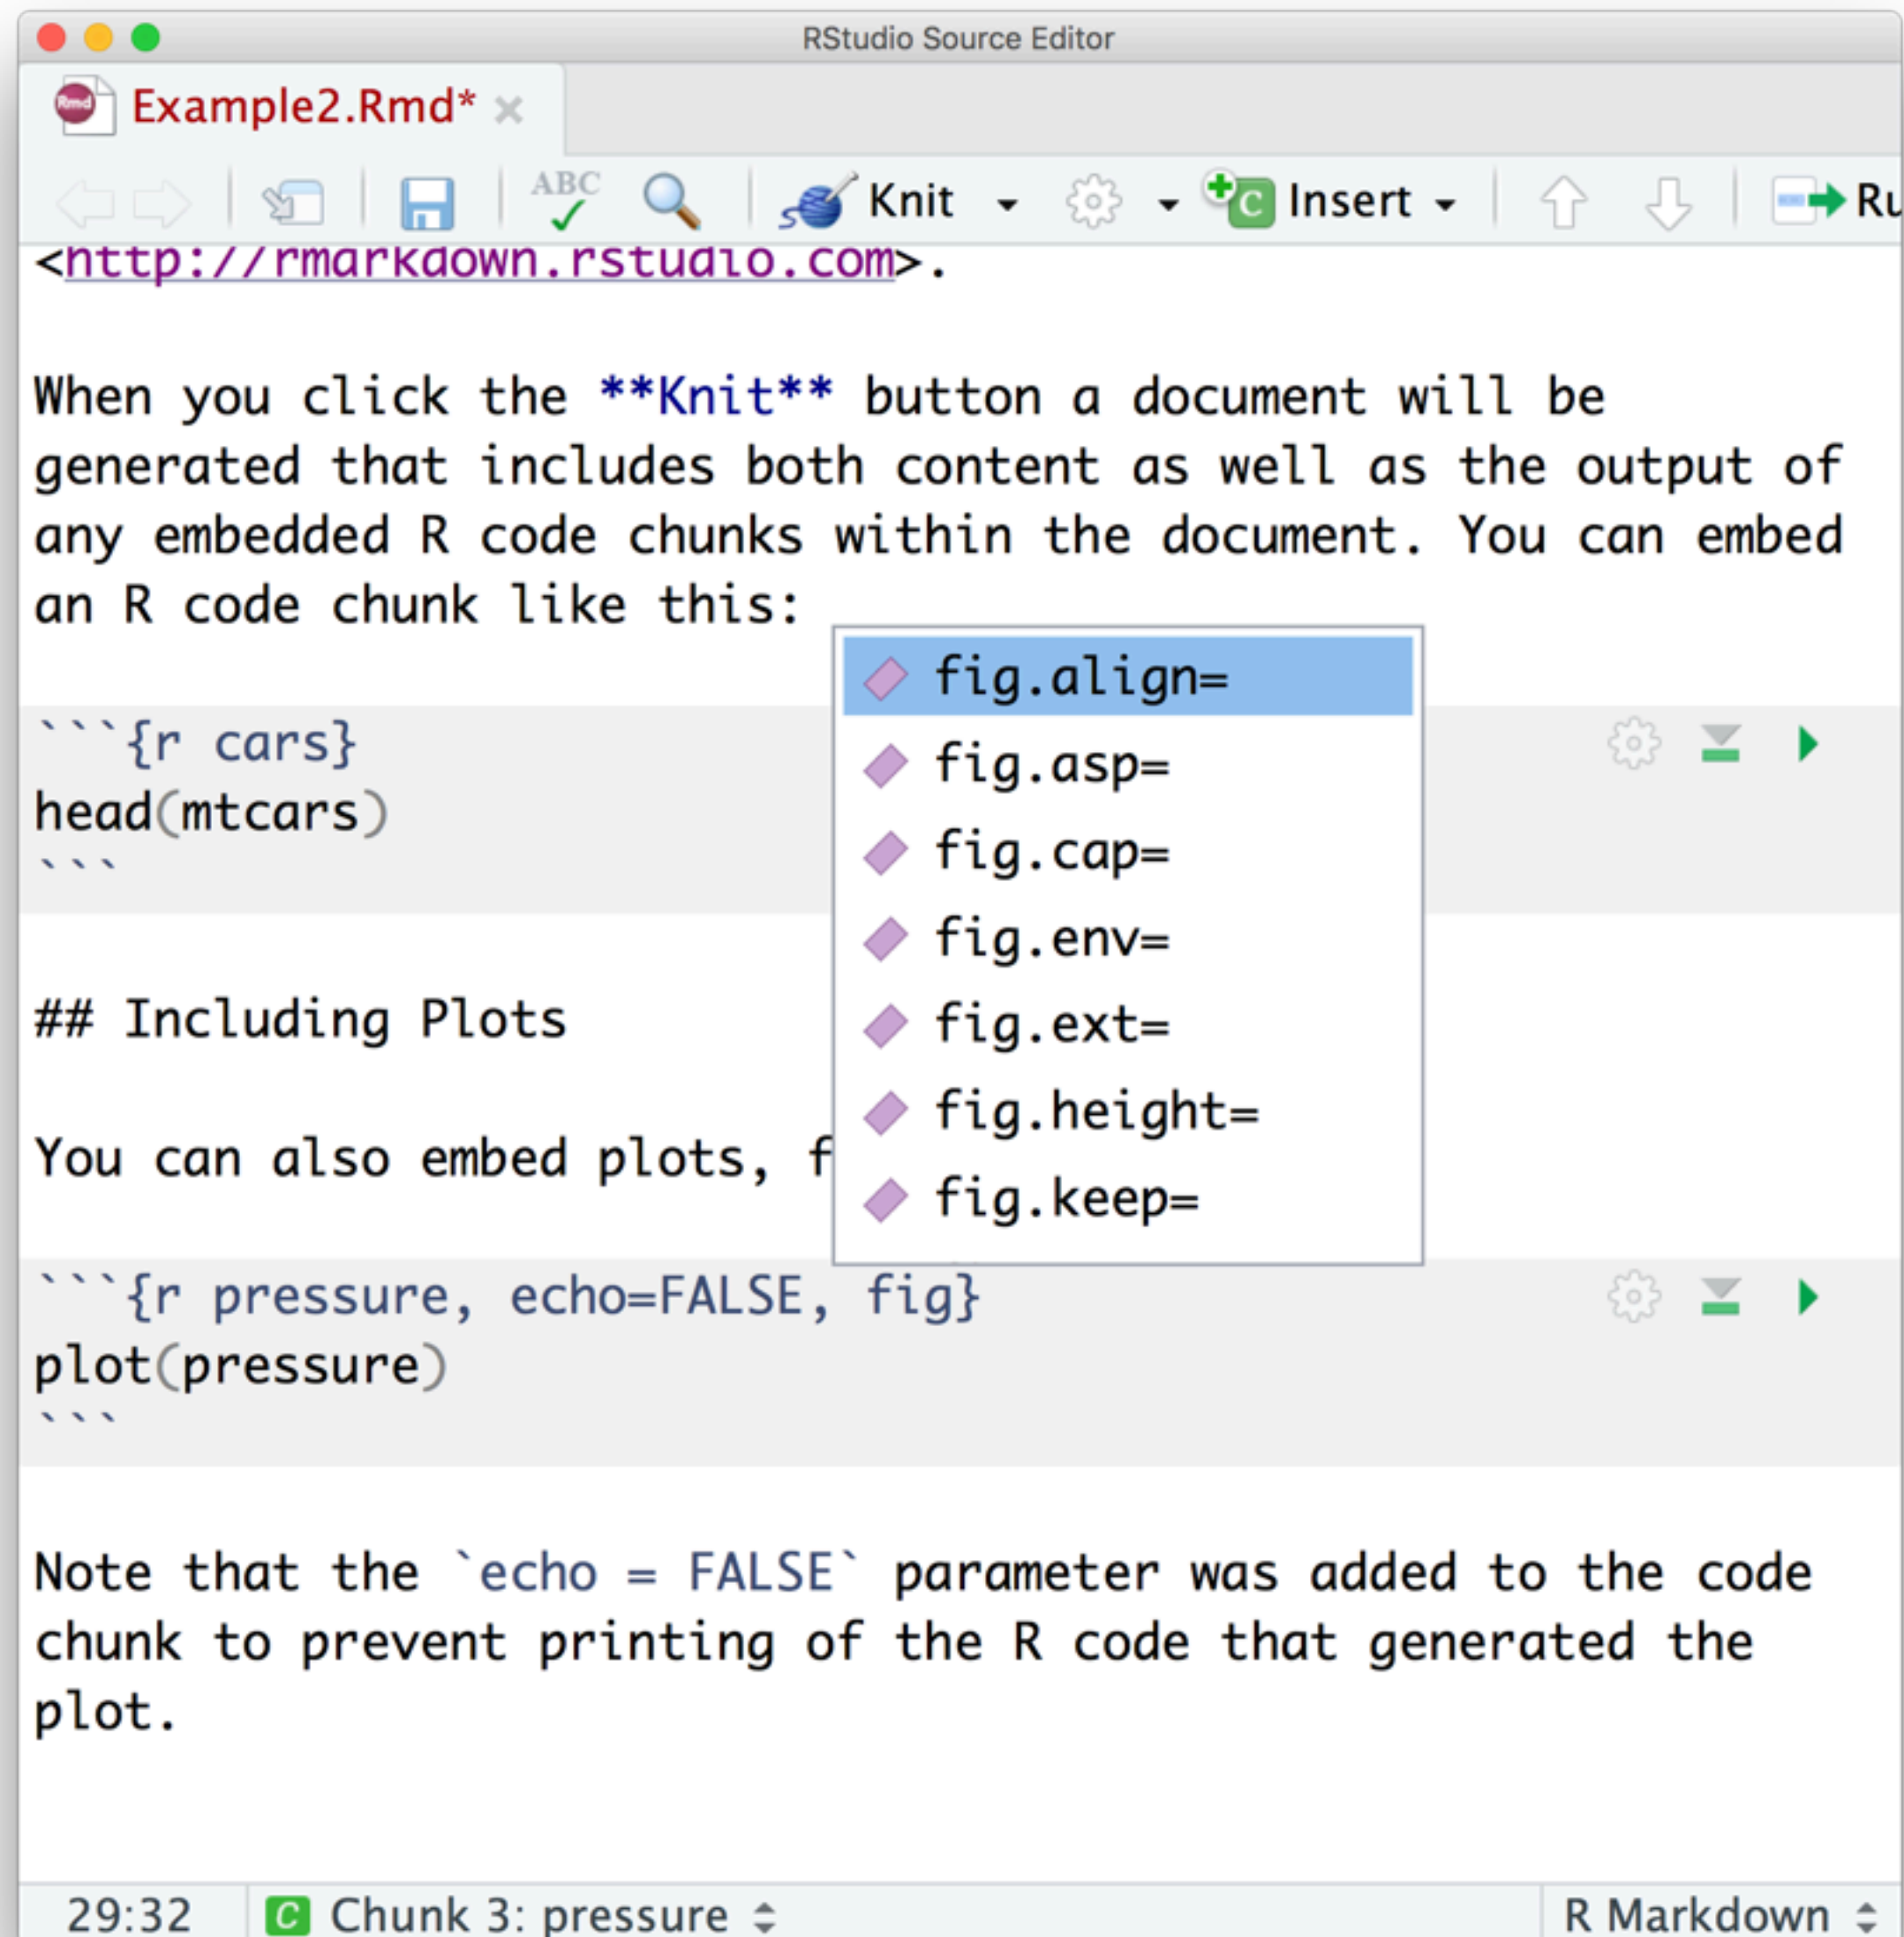 RStudio Source Editor
Rmd Example2.Rmd*
ABC Knit C Insert Ru
<http://rmarkdown.rstudio.com>.
When you click the **Knit** button a document will be
generated that includes both content as well as the output of
any embedded R code chunks within the document. You can embed
an R code chunk like this:
```{r cars}
head(mtcars)
```
## Including Plots
You can also embed plots, f
fig.align=
fig.asp=
fig.cap=
fig.env=
fig.ext=
fig.height=
fig.keep=
```{r pressure, echo=FALSE, fig}
plot(pressure)
```
Note that the `echo = FALSE` parameter was added to the code
chunk to prevent printing of the R code that generated the
plot.
29:32 C Chunk 3: pressure R Markdown